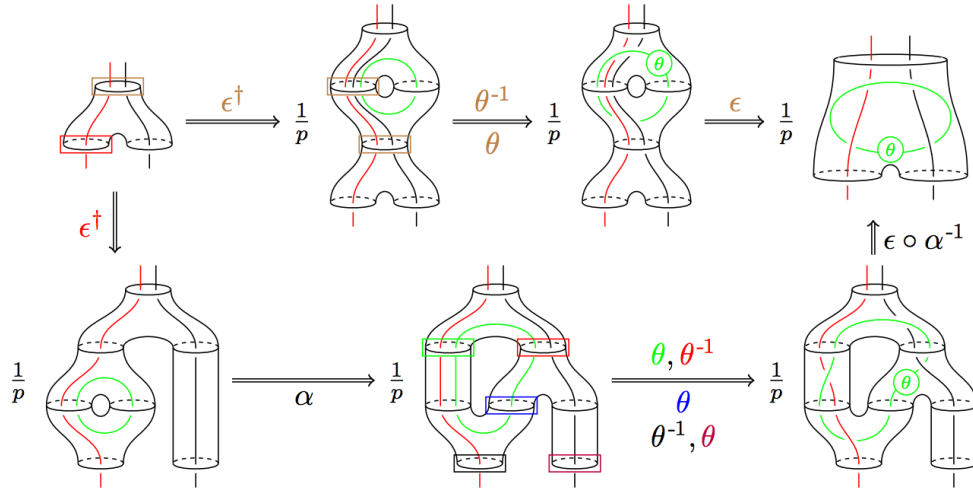 ϵ† 1/p θ⁻¹ θ 1/p θ ϵ 1/p θ
ϵ† ϵ ∘ α⁻¹
1/p α 1/p θ, θ⁻¹ 1/p θ
θ
θ⁻¹, θ